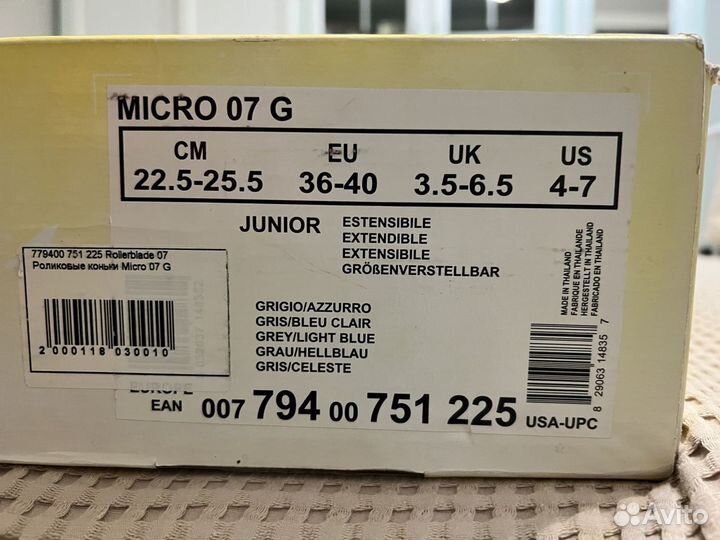 MICRO 07 G
CM EU UK US
22.5-25.5 36-40 3.5-6.5 4-7
JUNIOR
ESTENSIBILE
EXTENDIBLE
EXTENSIBLE
GRÖßENVERSTELLBAR
MADE IN THAILAND
FABRIQUE EN THAILANDE
HERGESTELLT IN THAILAND
FABRICADO EN THAILAND
779400 751 225 Rollerblade 07
Роликовые коньки Micro 07 G
2 000118 030010
GRIGIO/AZZURRO
GRIS/BLEU CLAIR
GREY/LIGHT BLUE
GRAU/HELLBLAU
GRIS/CELESTE
8 29063 14835 7
EUROPE
EAN 007 794 00 751 225 USA-UPC
Avito